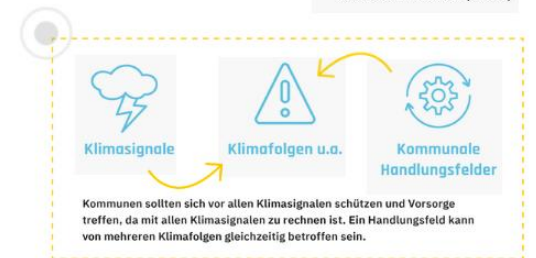 Klimasignale
Klimafolgen u.a.
Kommunale
Handlungsfelder
Kommunen sollten sich vor allen Klimasignalen schützen und Vorsorge
treffen, da mit allen Klimasignalen zu rechnen ist. Ein Handlungsfeld kann
von mehreren Klimafolgen gleichzeitig betroffen sein.